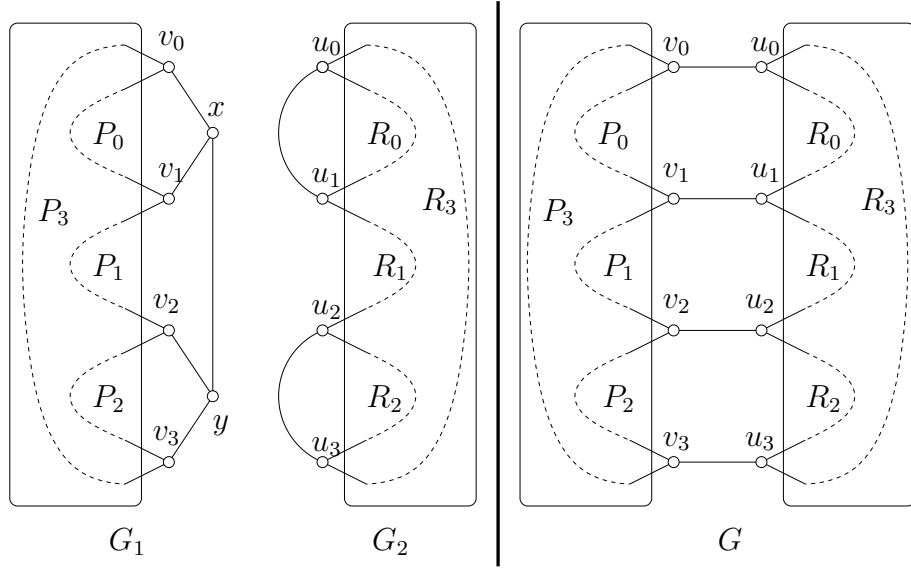 v₀ u₀ v₀ u₀
x
P₀ R₀ P₀ R₀
v₁ u₁ v₁ u₁
P₃ R₃ P₃ R₃
P₁ R₁ P₁ R₁
v₂ u₂ v₂ u₂
P₂ R₂ P₂ R₂
y
v₃ u₃ v₃ u₃
G₁ G₂ G